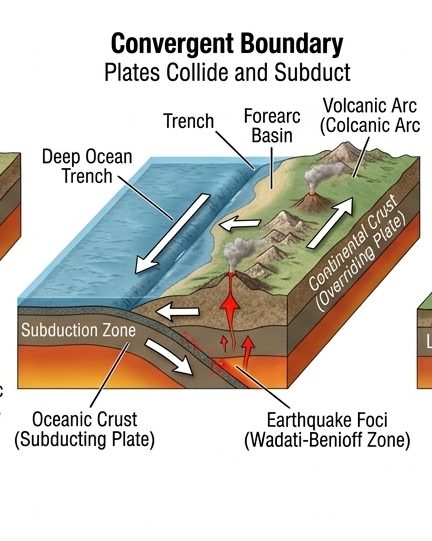 Convergent Boundary
Plates Collide and Subduct
Volcanic Arc
(Colcanic Arc
Trench
Forearc
Basin
Deep Ocean
Trench
Continental Crust
(Overriding Plate)
Subduction Zone
L
c
Oceanic Crust
(Subducting Plate)
Earthquake Foci
(Wadati-Benioff Zone)